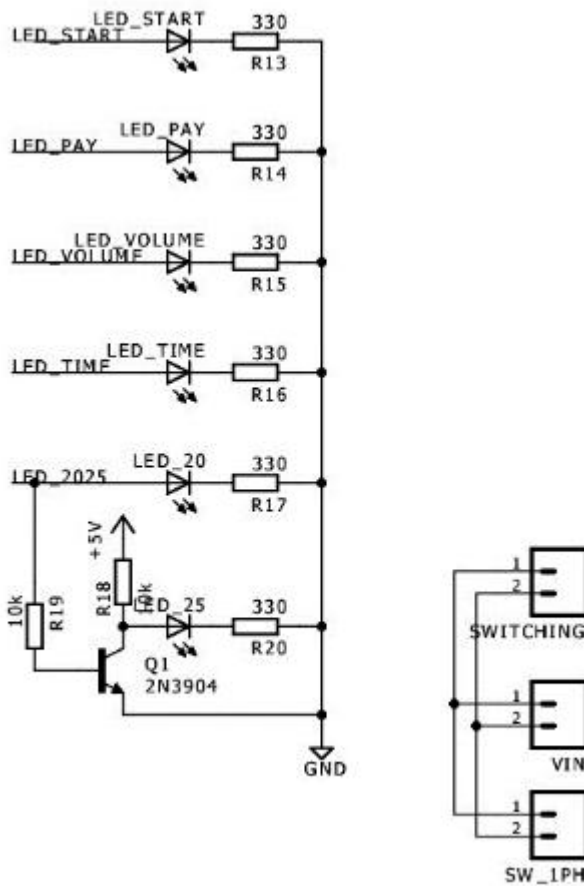 LED_START
330
LED_START
R13
LED_PAY
330
LED_PAY
R14
LED_VOLUME
330
LED_VOLUME
R15
LED_TIME
330
LED_TIME
R16
LED_20
330
LED_2025
R17
+5V
R18
10k
10k
R19
LED_25
330
R20
Q1
2N3904
GND
1
2
SWITCHING
1
2
VIN
1
2
SW_1PH